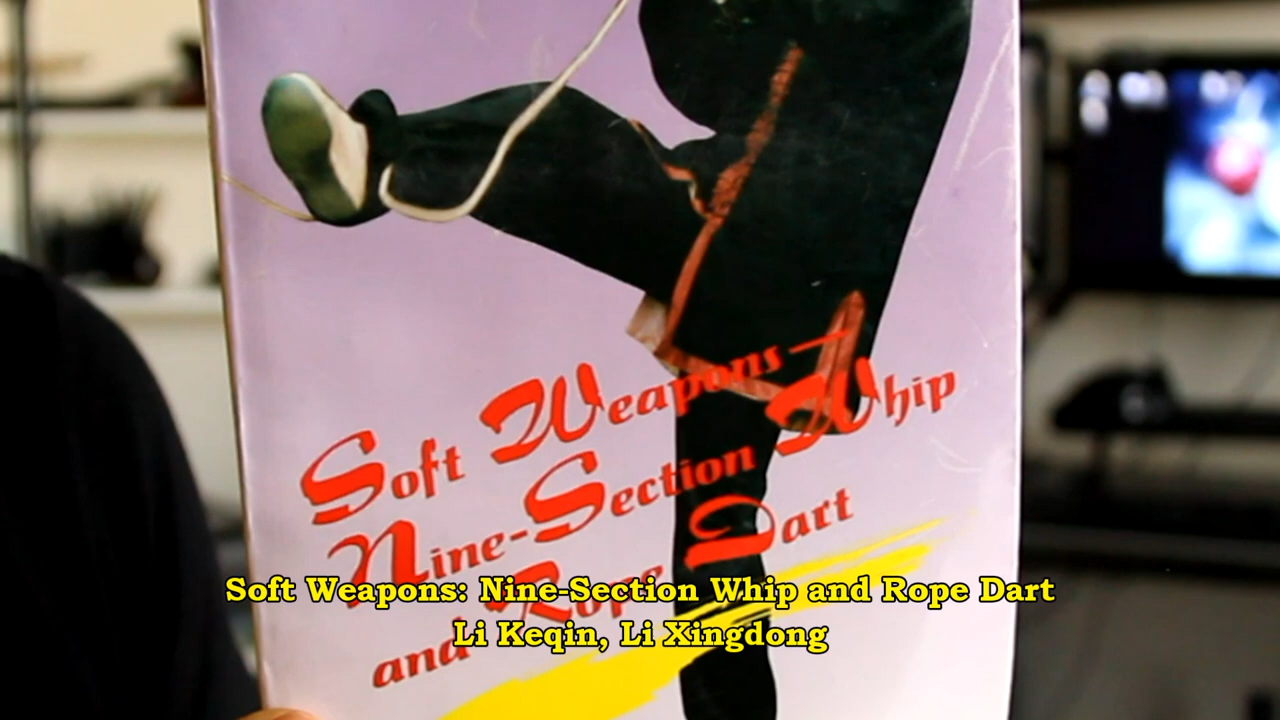 Soft Weapons—
Nine-Section Whip
and Rope Dart
Soft Weapons: Nine-Section Whip and Rope Dart
Li Keqin, Li Xingdong